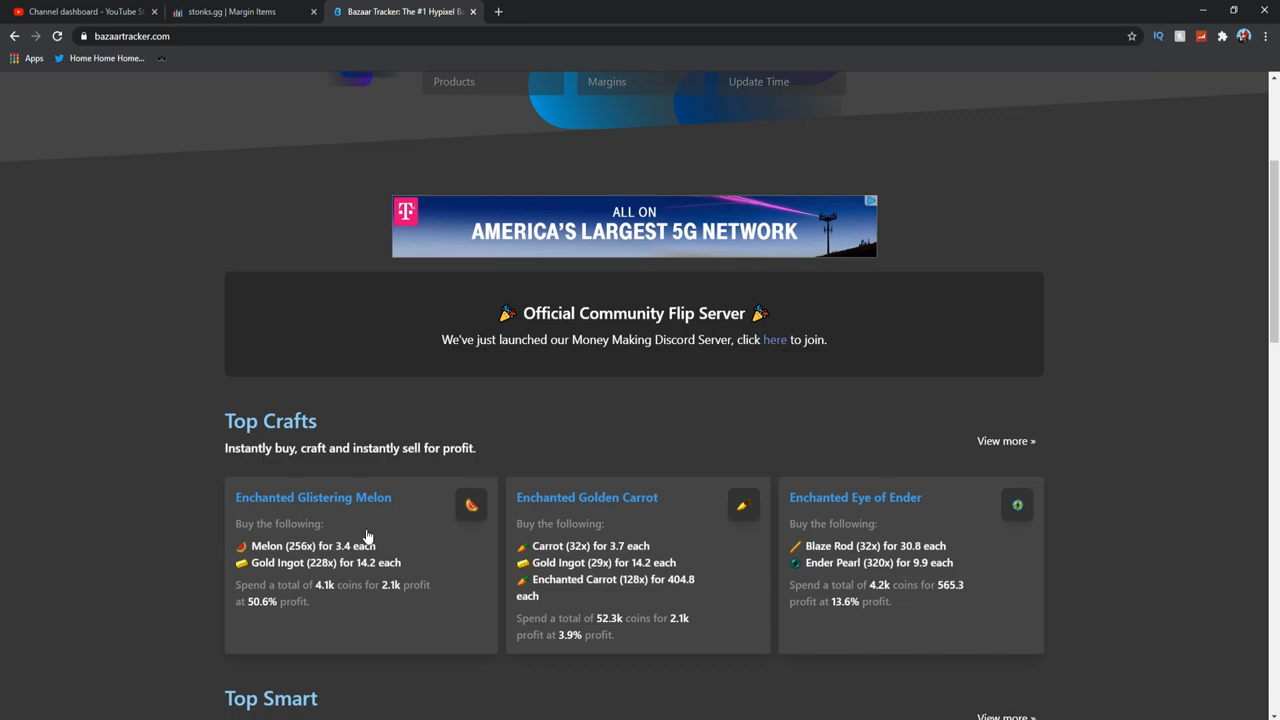 Channel dashboard - YouTube St
stonks.gg | Margin Items
Bazaar Tracker: The #1 Hypixel Ba
bazaartracker.com
Apps
Home Home Home...
Products
Margins
Update Time
T
ALL ON
AMERICA'S LARGEST 5G NETWORK
Official Community Flip Server
We've just launched our Money Making Discord Server, click here to join.
Top Crafts
Instantly buy, craft and instantly sell for profit.
View more »
Enchanted Glistering Melon
Buy the following:
Melon (256x) for 3.4 each
Gold Ingot (228x) for 14.2 each
Spend a total of 4.1k coins for 2.1k profit
at 50.6% profit.
Enchanted Golden Carrot
Buy the following:
Carrot (32x) for 3.7 each
Gold Ingot (29x) for 14.2 each
Enchanted Carrot (128x) for 404.8
each
Spend a total of 52.3k coins for 2.1k
profit at 3.9% profit.
Enchanted Eye of Ender
Buy the following:
Blaze Rod (32x) for 30.8 each
Ender Pearl (320x) for 9.9 each
Spend a total of 4.2k coins for 565.3
profit at 13.6% profit.
Top Smart
View more »